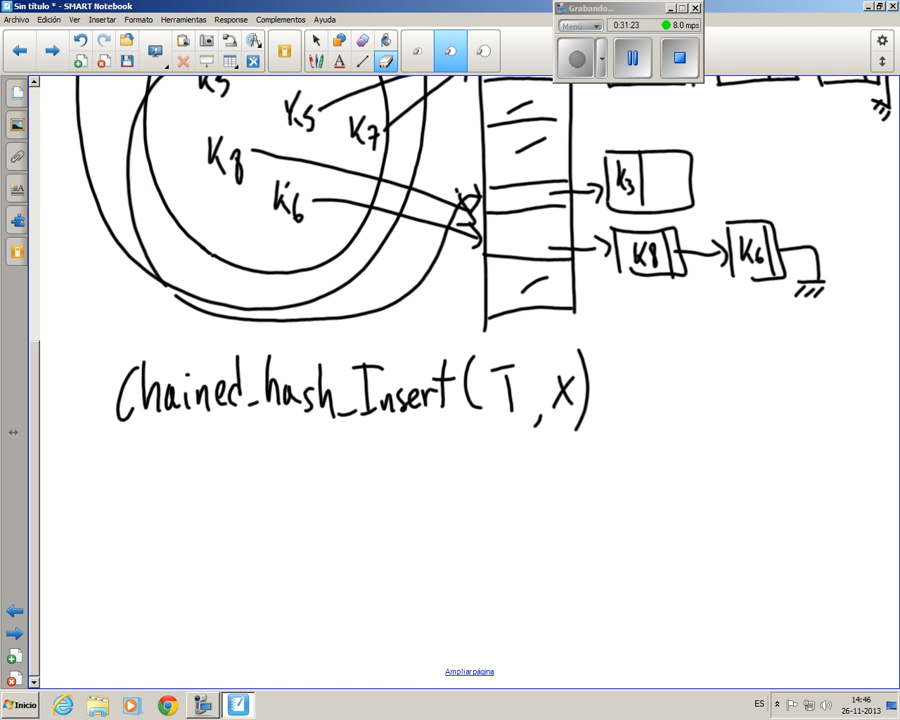 Sin título * - SMART Notebook
Grabando...
Archivo Edición Ver Insertar Formato Herramientas Response Complementos Ayuda
Menú 0:31:23 8.0 mps
K5
K7
K8
K6
K3
K8 K6
Chained_hash_Insert(T,X)
Ampliar página
Inicio
ES
14:46
26-11-2013